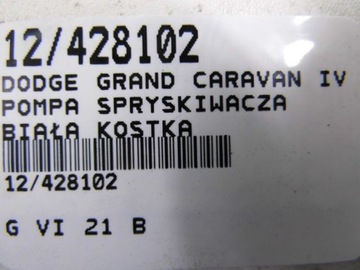 12/428102
DODGE GRAND CARAVAN IV
POMPA SPRYSKIWACZA
BIAŁA KOSTKA
12/428102
G VI 21 B